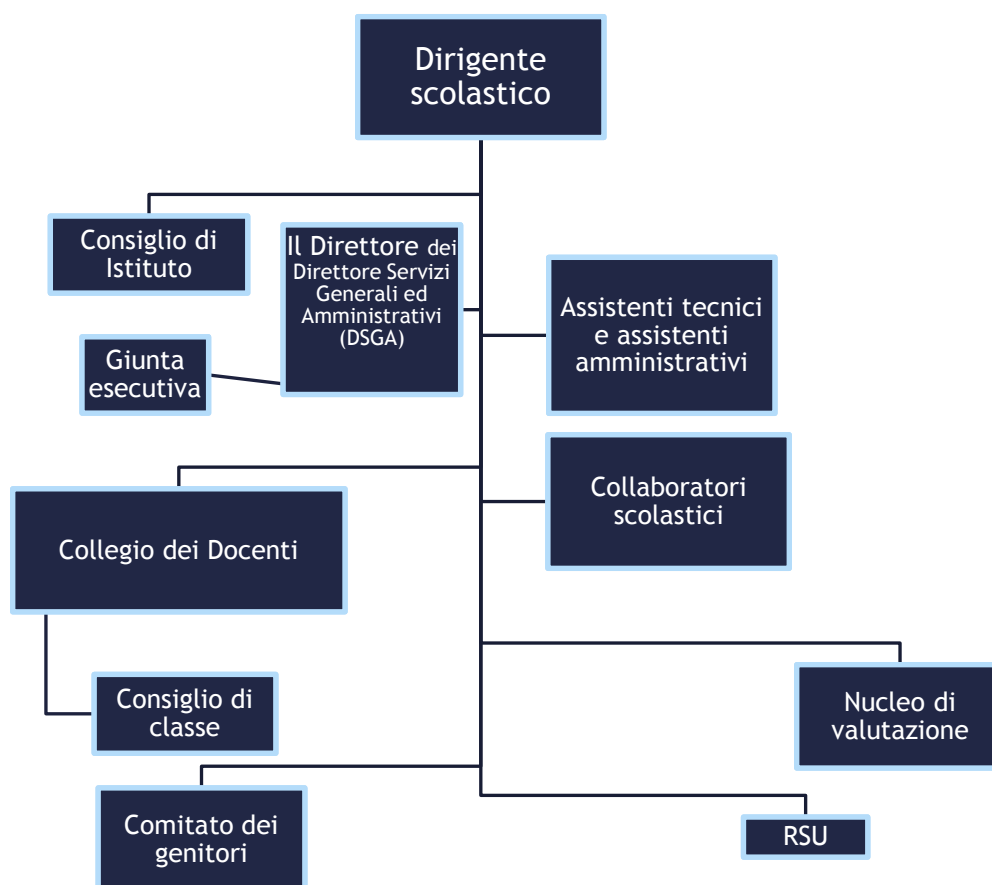 Dirigente
scolastico
Consiglio di
Istituto
Il Direttore dei
Direttore Servizi
Generali ed
Amministrativi
(DSGA)
Assistenti tecnici
e assistenti
amministrativi
Giunta
esecutiva
Collaboratori
scolastici
Collegio dei Docenti
Consiglio di
classe
Nucleo di
valutazione
Comitato dei
genitori
RSU